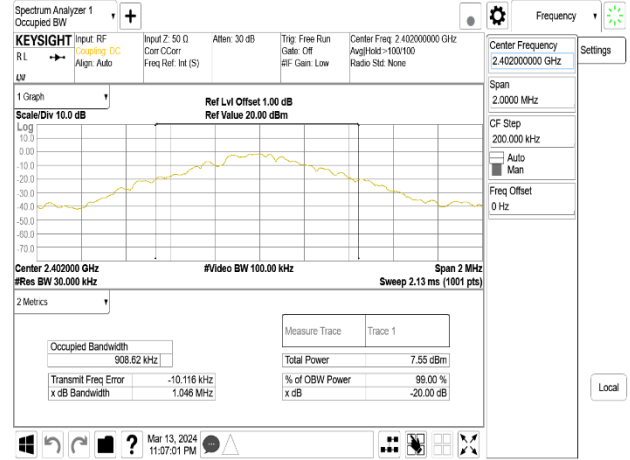 Spectrum Analyzer 1
Occupied BW
Frequency
KEYSIGHT
Input: RF
Coupling: DC
Align: Auto
Input Z: 50 Ω
Corr CCorr
Freq Ref: Int (S)
Atten: 30 dB
Trig: Free Run
Gate: Off
#IF Gain: Low
Center Freq: 2.402000000 GHz
Avg|Hold:>100/100
Radio Std: None
RL
Center Frequency
2.402000000 GHz
Settings
Span
2.0000 MHz
CF Step
200.000 kHz
Auto
Man
Freq Offset
0 Hz
1 Graph
Scale/Div 10.0 dB
Ref Lvl Offset 1.00 dB
Ref Value 20.00 dBm
Log
10.0
0.00
-10.0
-20.0
-30.0
-40.0
-50.0
-60.0
-70.0
Center 2.402000 GHz
#Res BW 30.000 kHz
#Video BW 100.00 kHz
Span 2 MHz
Sweep 2.13 ms (1001 pts)
2 Metrics
Measure Trace
Trace 1
Occupied Bandwidth
908.62 kHz
Total Power
7.55 dBm
Transmit Freq Error
-10.116 kHz
% of OBW Power
99.00 %
x dB Bandwidth
1.046 MHz
x dB
-20.00 dB
Local
Mar 13, 2024
11:07:01 PM